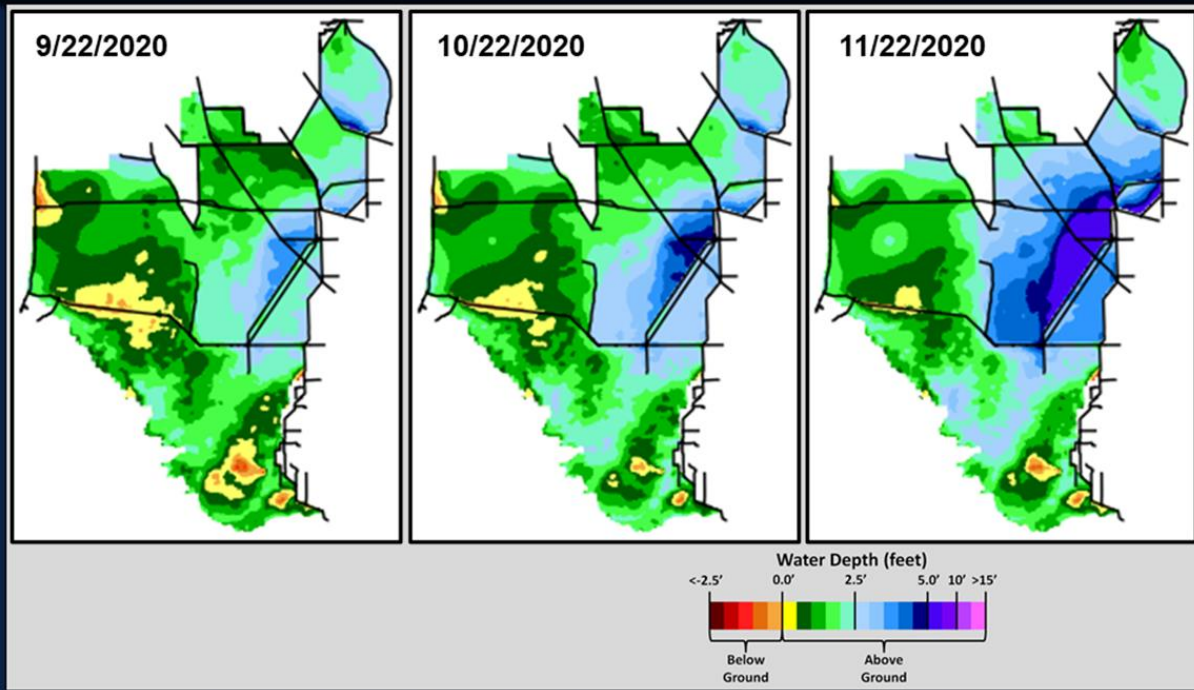 9/22/2020
10/22/2020
11/22/2020
Water Depth (feet)
<-2.5' 0.0' 2.5' 5.0' 10' >15'
Below Ground
Above Ground